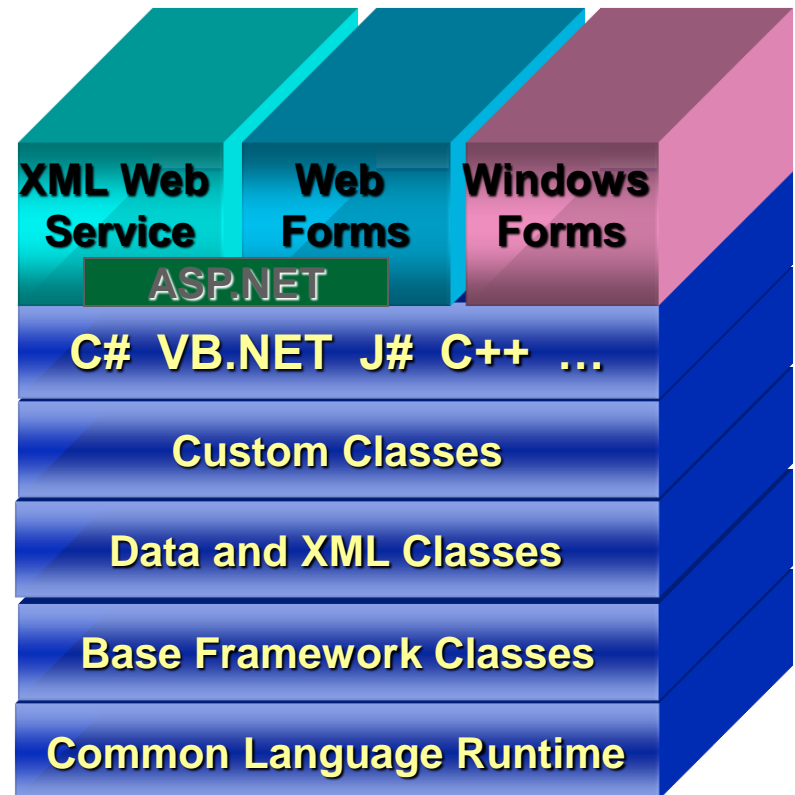 XML Web
Service
Web
Forms
Windows
Forms
ASP.NET
C# VB.NET J# C++ …
Custom Classes
Data and XML Classes
Base Framework Classes
Common Language Runtime